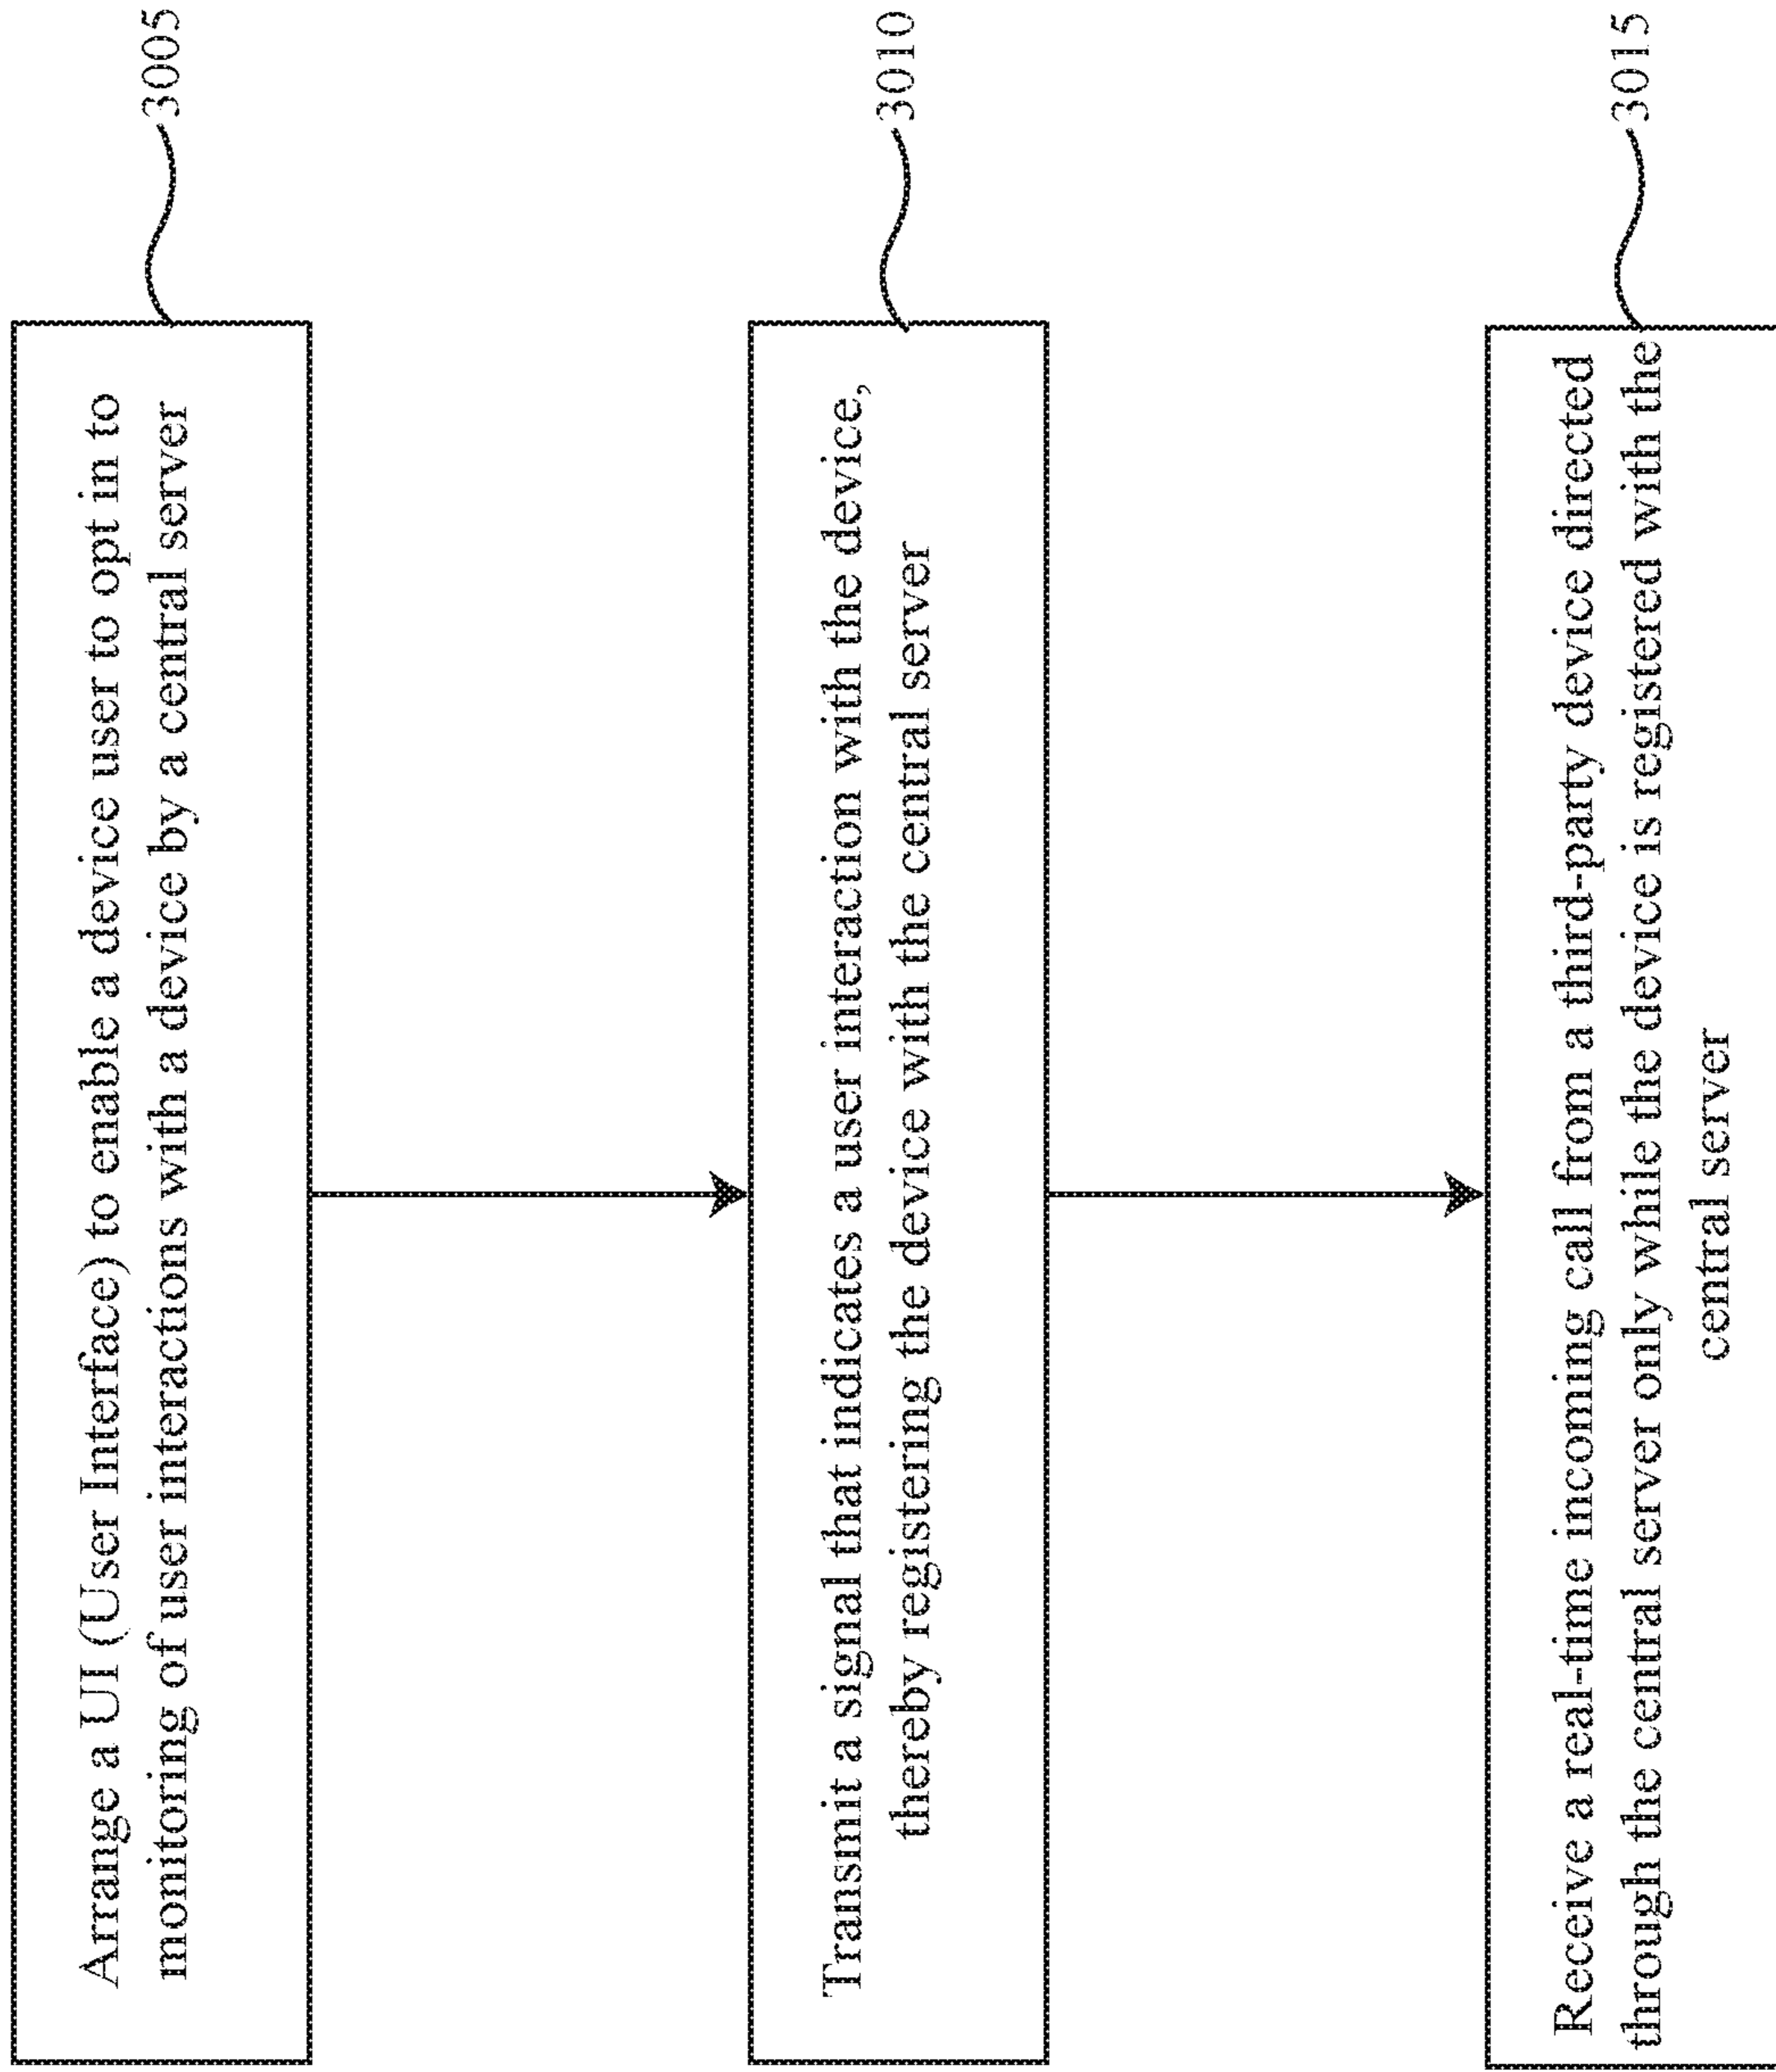 Arrange a UI (User Interface) to enable a device user to opt in to
monitoring of user interactions with a device by a central server
3005
Transmit a signal that indicates a user interaction with the device,
thereby registering the device with the central server
3010
Receive a real-time incoming call from a third-party device directed
through the central server only while the device is registered with the
central server
3015